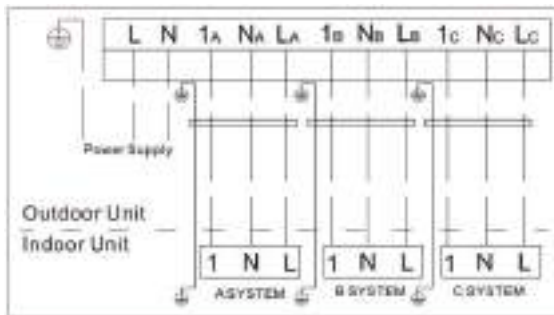 L N 1A NA LA 1B NB LB 1C NC LC
Power Supply
Outdoor Unit
Indoor Unit
1 N L 1 N L 1 N L
A SYSTEM B SYSTEM C SYSTEM